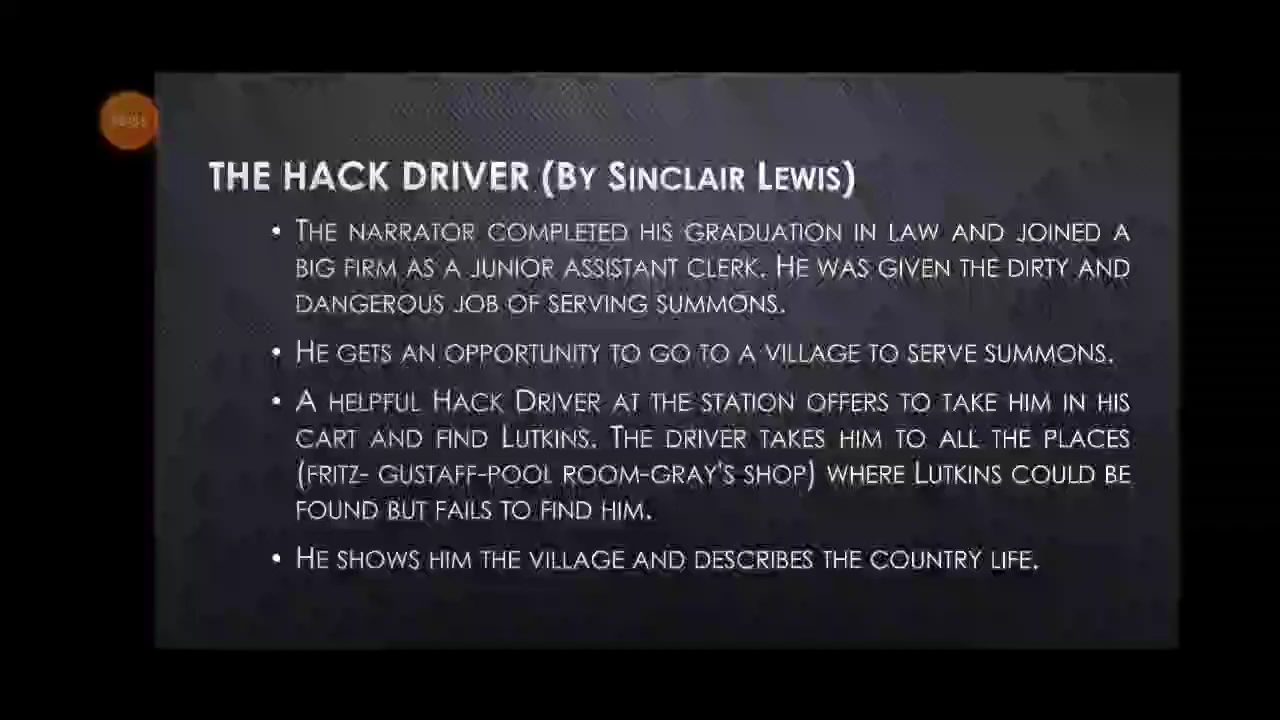 THE HACK DRIVER (BY SINCLAIR LEWIS)
• THE NARRATOR COMPLETED HIS GRADUATION IN LAW AND JOINED A
BIG FIRM AS A JUNIOR ASSISTANT CLERK. HE WAS GIVEN THE DIRTY AND
DANGEROUS JOB OF SERVING SUMMONS.
• HE GETS AN OPPORTUNITY TO GO TO A VILLAGE TO SERVE SUMMONS.
• A HELPFUL HACK DRIVER AT THE STATION OFFERS TO TAKE HIM IN HIS
CART AND FIND LUTKINS. THE DRIVER TAKES HIM TO ALL THE PLACES
(FRITZ- GUSTAFF-POOL ROOM-GRAY'S SHOP) WHERE LUTKINS COULD BE
FOUND BUT FAILS TO FIND HIM.
• HE SHOWS HIM THE VILLAGE AND DESCRIBES THE COUNTRY LIFE.